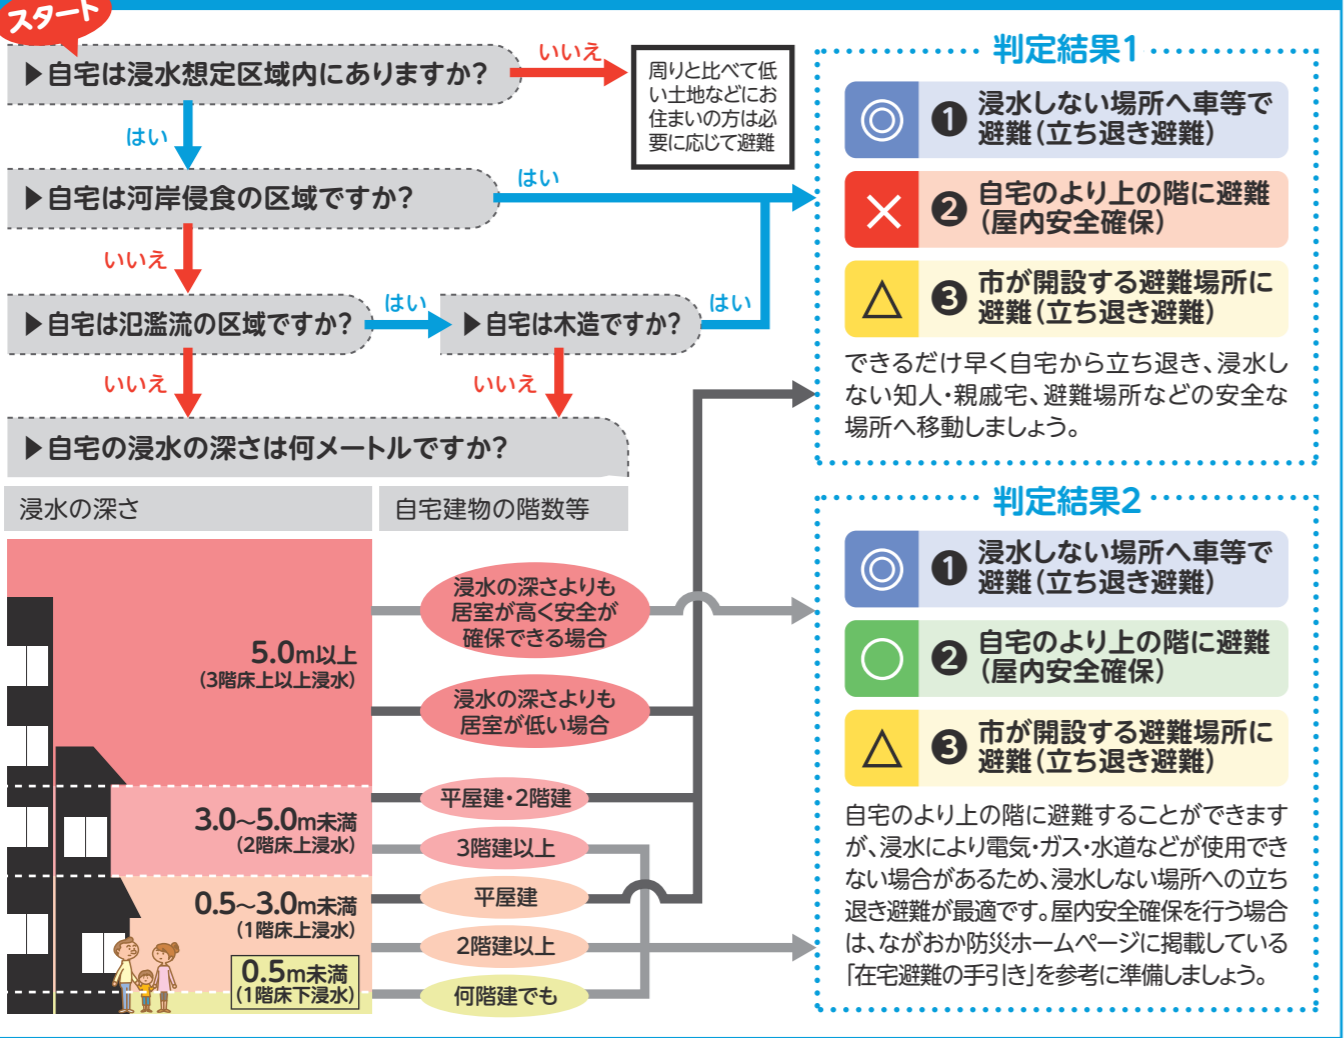 スタート
▶自宅は浸水想定区域内にありますか?
いいえ
周りと比べて低
い土地などにお
住まいの方は必
要に応じて避難
はい
▶自宅は河岸侵食の区域ですか?
はい
いいえ
▶自宅は氾濫流の区域ですか?
はい
▶自宅は木造ですか?
はい
いいえ
いいえ
▶自宅の浸水の深さは何メートルですか?
浸水の深さ
自宅建物の階数等
5.0m以上
(3階床上以上浸水)
浸水の深さよりも
居室が高く安全が
確保できる場合
浸水の深さよりも
居室が低い場合
3.0~5.0m未満
(2階床上浸水)
平屋建・2階建
3階建以上
0.5~3.0m未満
(1階床上浸水)
平屋建
2階建以上
0.5m未満
(1階床下浸水)
何階建でも
判定結果1
◎ ❶ 浸水しない場所へ車等で
避難(立ち退き避難)
× ❷ 自宅のより上の階に避難
(屋内安全確保)
△ ❸ 市が開設する避難場所に
避難(立ち退き避難)
できるだけ早く自宅から立ち退き、浸水し
ない知人・親戚宅、避難場所などの安全な
場所へ移動しましょう。
判定結果2
◎ ❶ 浸水しない場所へ車等で
避難(立ち退き避難)
○ ❷ 自宅のより上の階に避難
(屋内安全確保)
△ ❸ 市が開設する避難場所に
避難(立ち退き避難)
自宅のより上の階に避難することができます
が、浸水により電気・ガス・水道などが使用でき
ない場合があるため、浸水しない場所への立ち
退き避難が最適です。屋内安全確保を行う場合
は、ながおか防災ホームページに掲載している
「在宅避難の手引き」を参考に準備しましょう。